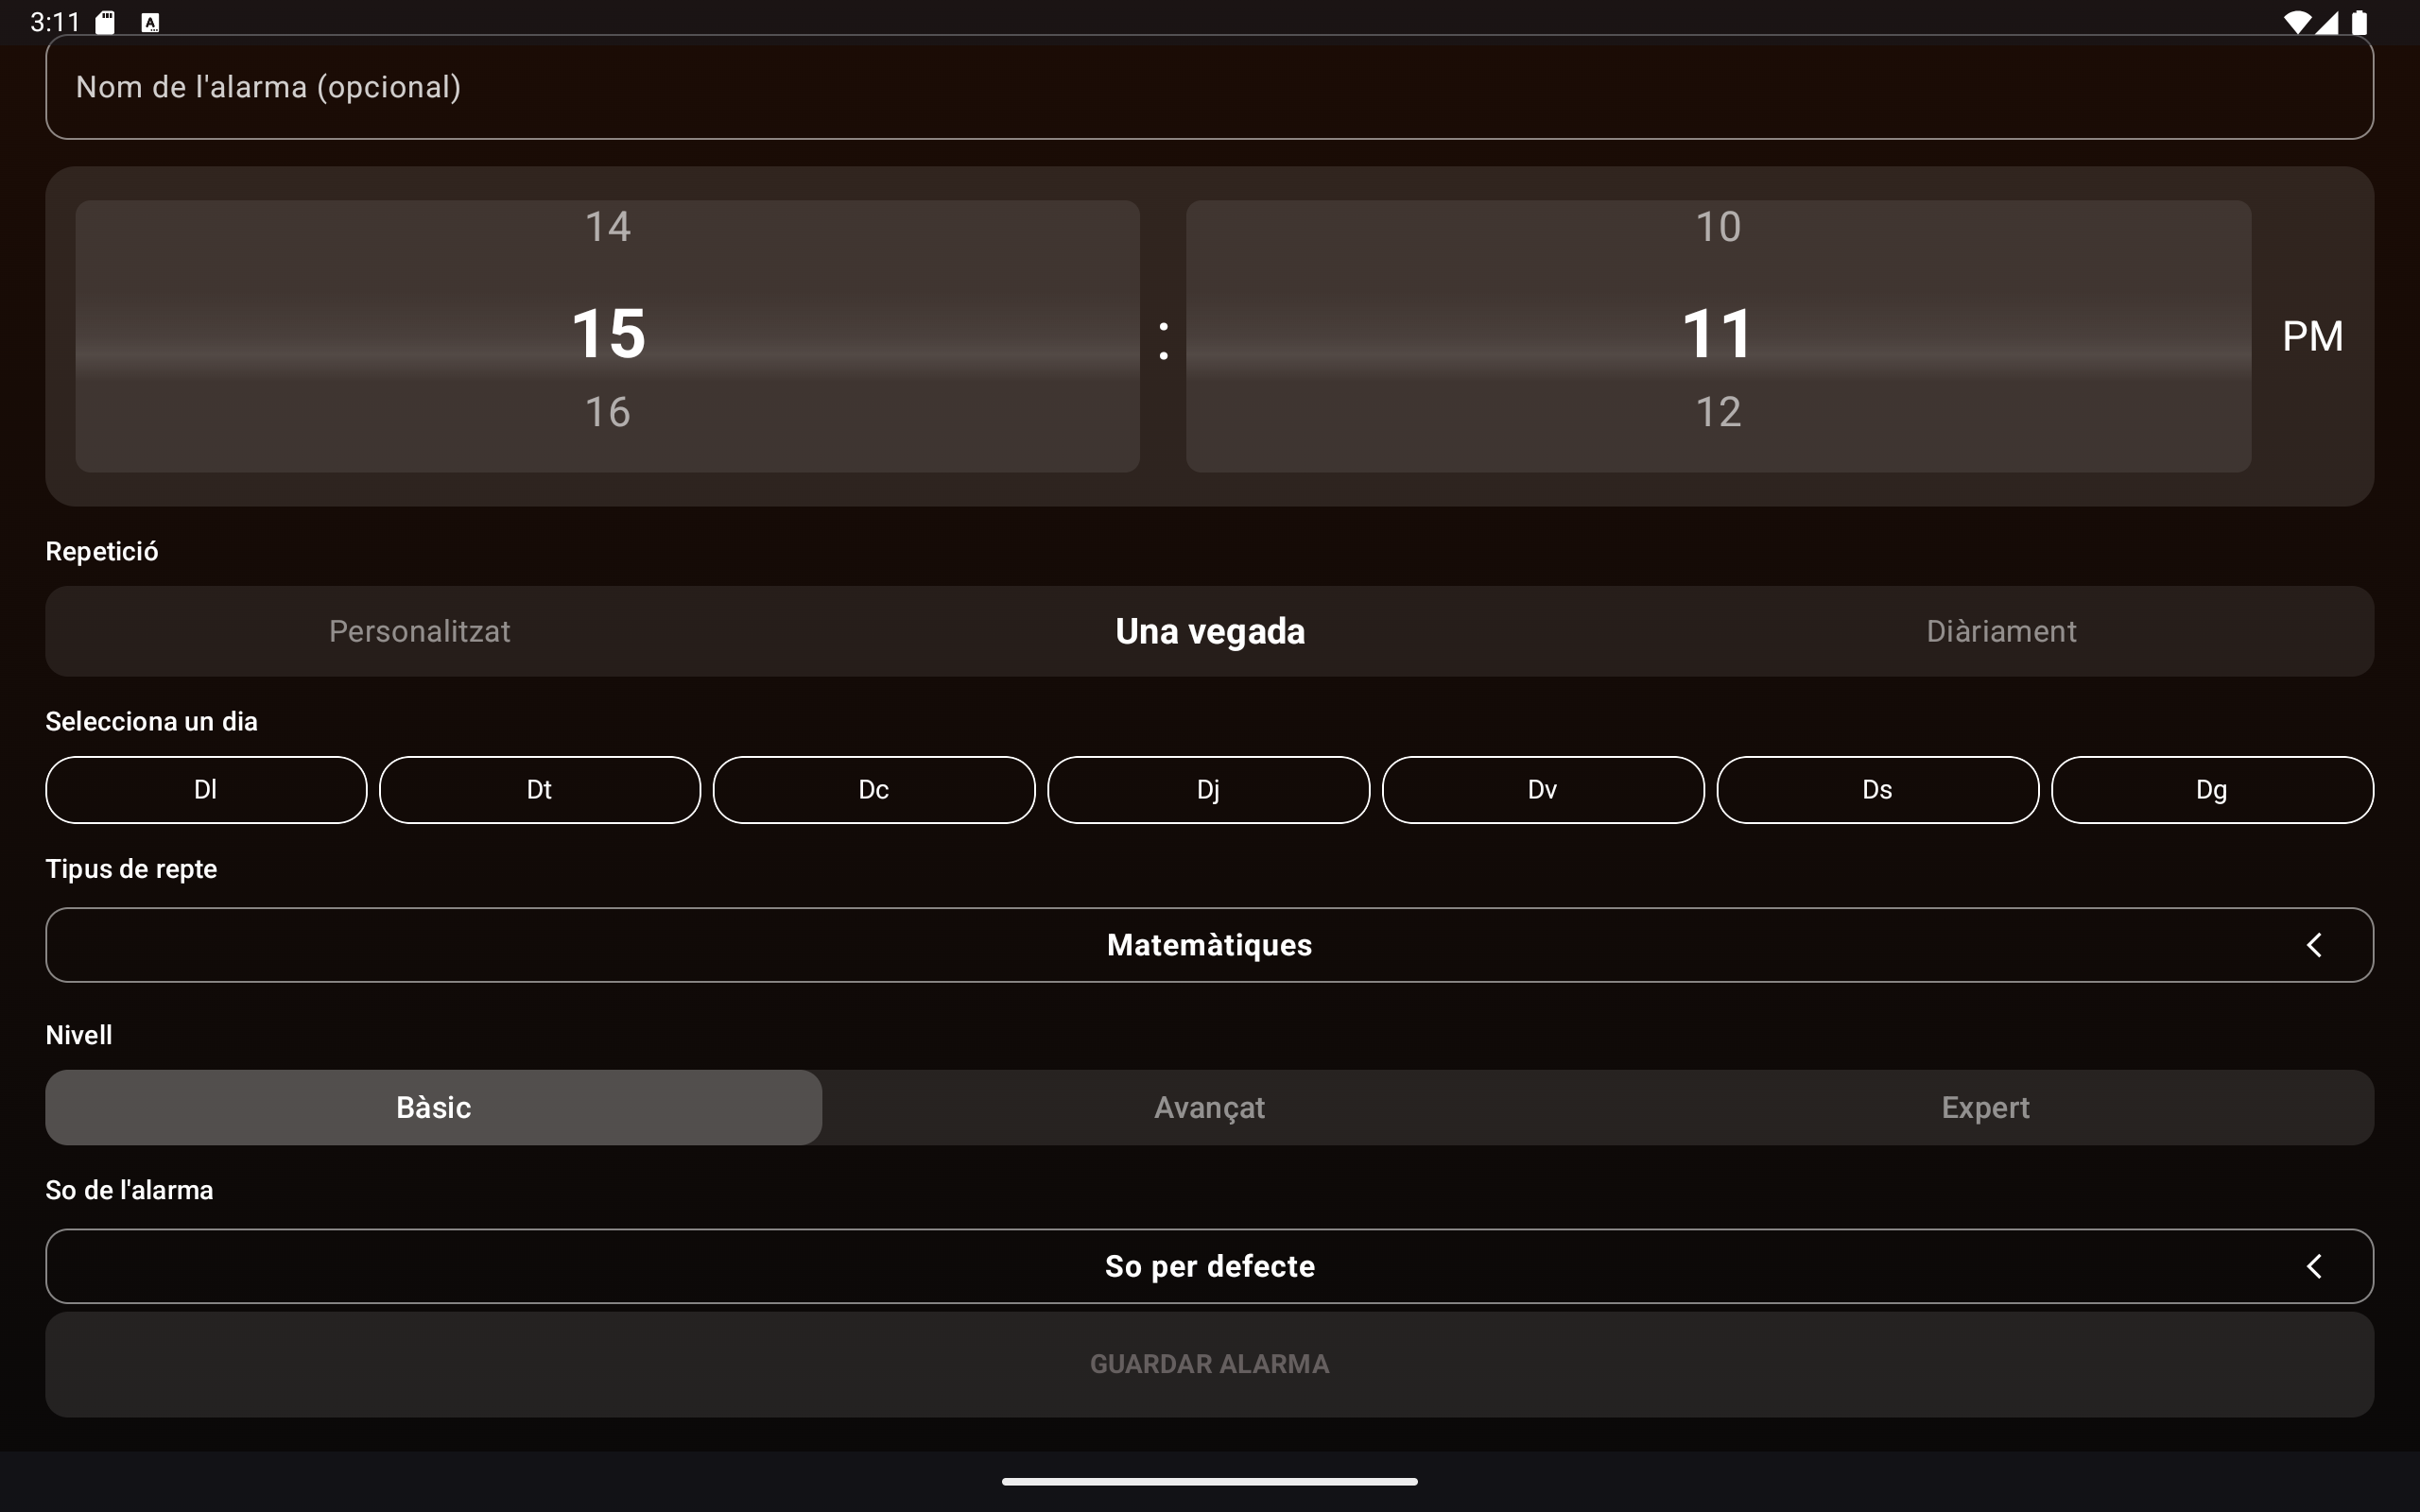 3:11
Nom de l'alarma (opcional)
14
15
16
:
10
11
12
PM
Repetició
Personalitzat
Una vegada
Diàriament
Selecciona un dia
Dl
Dt
Dc
Dj
Dv
Ds
Dg
Tipus de repte
Matemàtiques
Nivell
Bàsic
Avançat
Expert
So de l'alarma
So per defecte
GUARDAR ALARMA